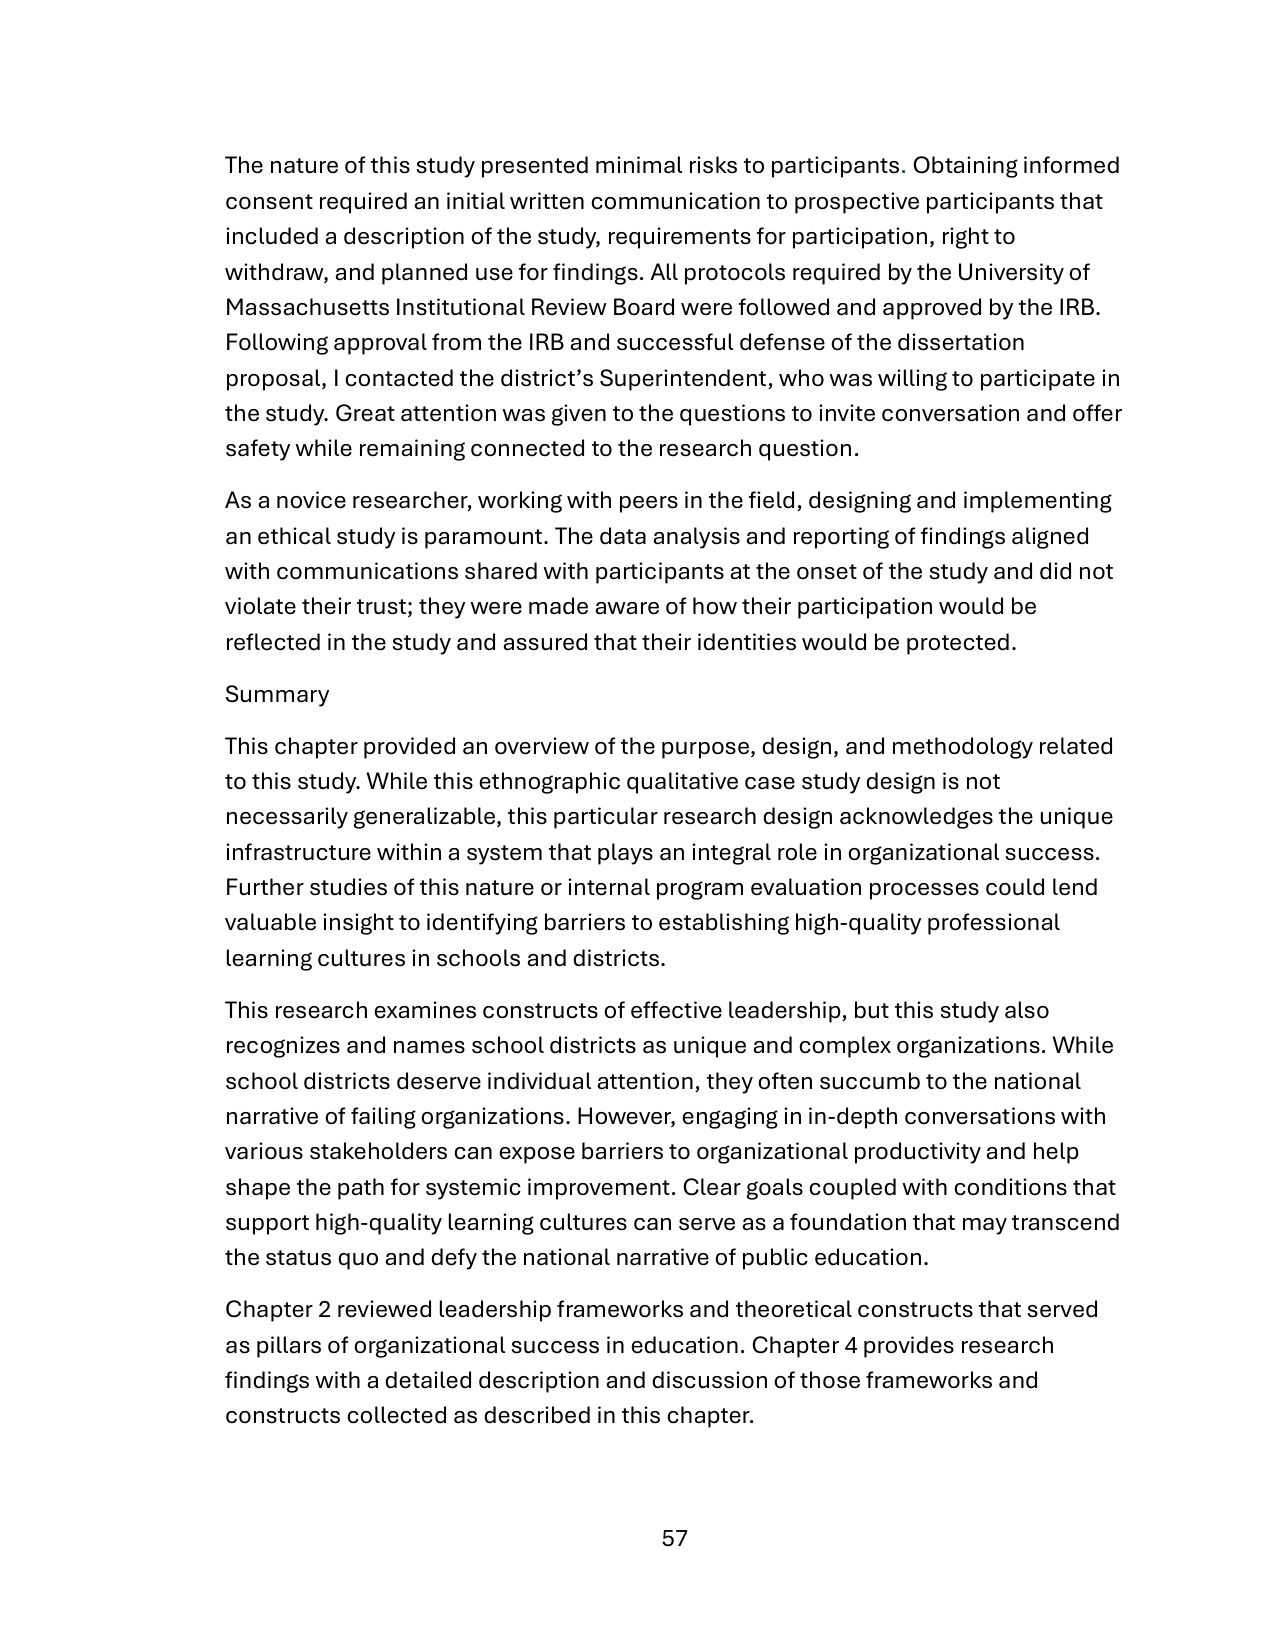 The nature of this study presented minimal risks to participants. Obtaining informed
consent required an initial written communication to prospective participants that
included a description of the study, requirements for participation, right to
withdraw, and planned use for findings. All protocols required by the University of
Massachusetts Institutional Review Board were followed and approved by the IRB.
Following approval from the IRB and successful defense of the dissertation
proposal, I contacted the district’s Superintendent, who was willing to participate in
the study. Great attention was given to the questions to invite conversation and offer
safety while remaining connected to the research question.
As a novice researcher, working with peers in the field, designing and implementing
an ethical study is paramount. The data analysis and reporting of findings aligned
with communications shared with participants at the onset of the study and did not
violate their trust; they were made aware of how their participation would be
reflected in the study and assured that their identities would be protected.
Summary
This chapter provided an overview of the purpose, design, and methodology related
to this study. While this ethnographic qualitative case study design is not
necessarily generalizable, this particular research design acknowledges the unique
infrastructure within a system that plays an integral role in organizational success.
Further studies of this nature or internal program evaluation processes could lend
valuable insight to identifying barriers to establishing high-quality professional
learning cultures in schools and districts.
This research examines constructs of effective leadership, but this study also
recognizes and names school districts as unique and complex organizations. While
school districts deserve individual attention, they often succumb to the national
narrative of failing organizations. However, engaging in in-depth conversations with
various stakeholders can expose barriers to organizational productivity and help
shape the path for systemic improvement. Clear goals coupled with conditions that
support high-quality learning cultures can serve as a foundation that may transcend
the status quo and defy the national narrative of public education.
Chapter 2 reviewed leadership frameworks and theoretical constructs that served
as pillars of organizational success in education. Chapter 4 provides research
findings with a detailed description and discussion of those frameworks and
constructs collected as described in this chapter.
57